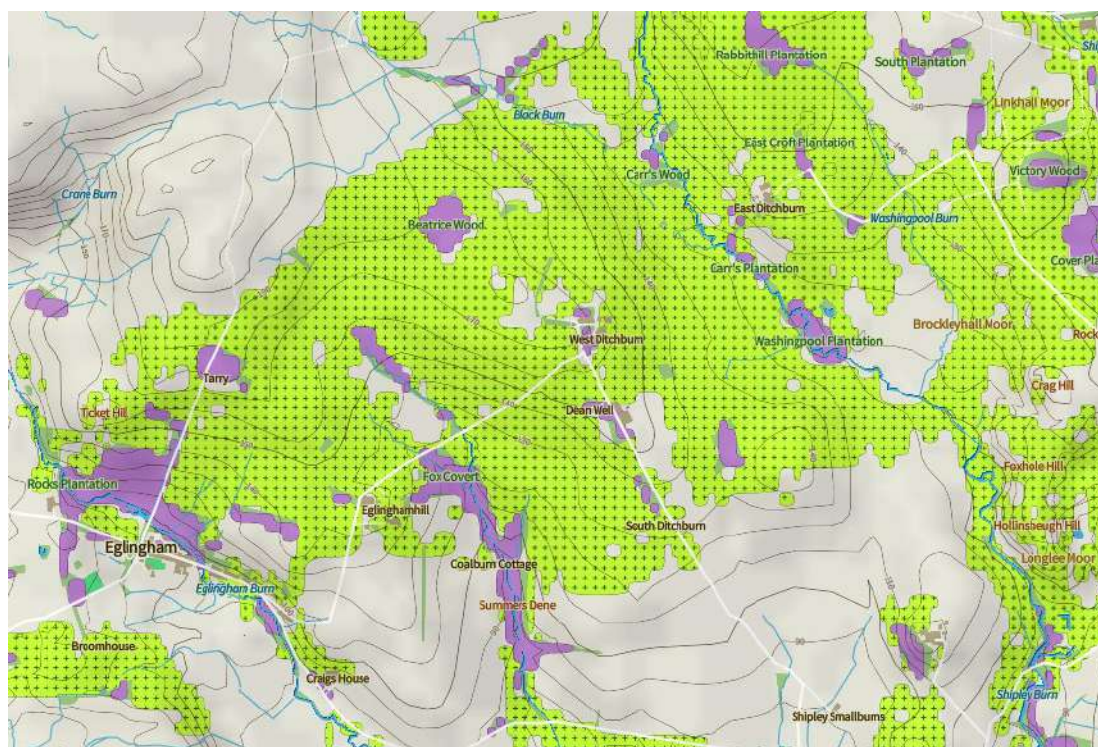 Rabbithill Plantation
South Plantation
Linkhall Moor
Black Burn
East Croft Plantation
Carr's Wood
Victory Wood
Crane Burn
East Ditchburn
Washingpool Burn
Beatrice Wood
Carr's Plantation
Brockleyhall Moor
West Ditchburn
Washingpool Plantation
Tarry
Crag Hill
Ticket Hill
Dean Well
Fox Covert
Foxhole Hill
Rocks Plantation
Eglinghamhill
South Ditchburn
Hollinsbeugh Hill
Eglingham
Coalburn Cottage
Longlee Moor
Eglingham Burn
Summers Dene
Broomhouse
Craigs House
Shipley Burn
Shipley Smallburns